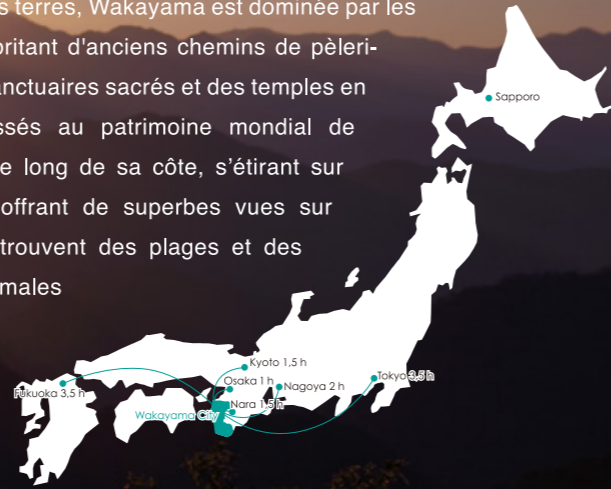 s terres, Wakayama est dominée par les
britant d'anciens chemins de pèleri-
anctuaires sacrés et des temples en
ssés au patrimoine mondial de
e long de sa côte, s'étirant sur
offrant de superbes vues sur
trouvent des plages et des
males
Sapporo
Kyoto 1,5 h
Osaka 1 h
Nagoya 2 h
Tokyo 3,5 h
Fukuoka 3,5 h
Nara 1,5 h
Wakayama City